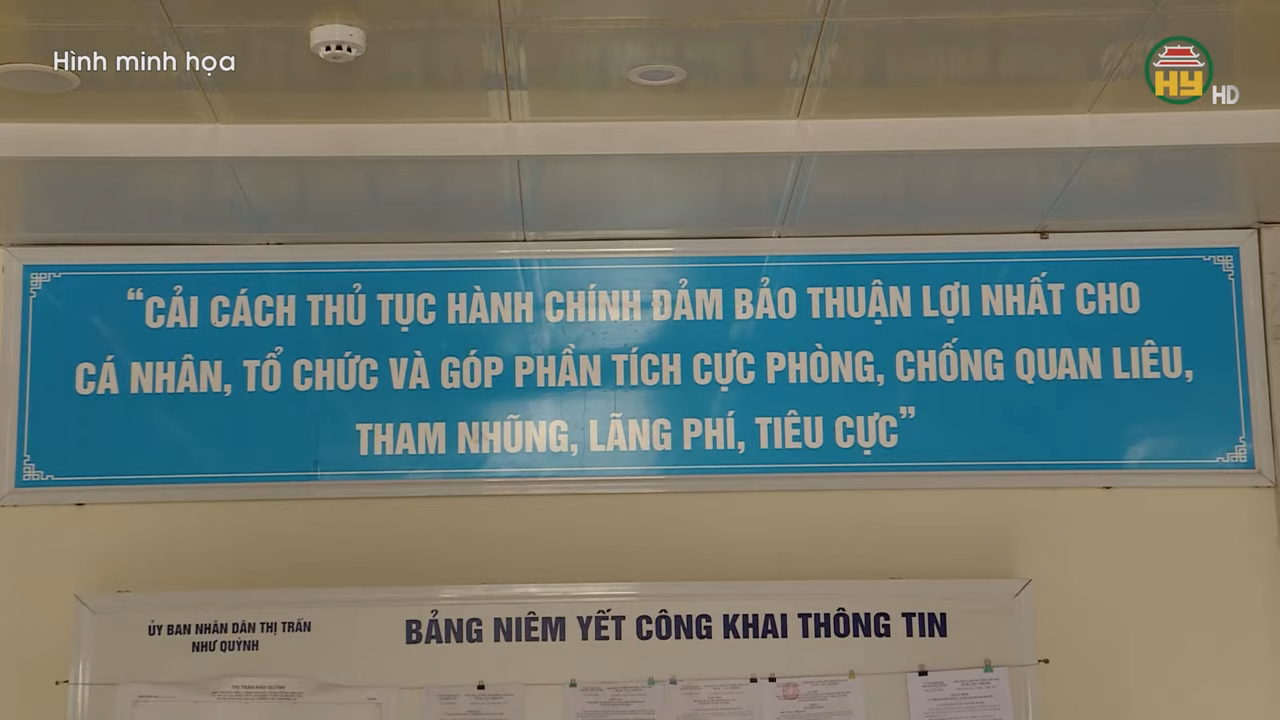 Hình minh họa
HY
HD
“CẢI CÁCH THỦ TỤC HÀNH CHÍNH ĐẢM BẢO THUẬN LỢI NHẤT CHO
CÁ NHÂN, TỔ CHỨC VÀ GÓP PHẦN TÍCH CỰC PHÒNG, CHỐNG QUAN LIÊU,
THAM NHŨNG, LÃNG PHÍ, TIÊU CỰC”
ỦY BAN NHÂN DÂN THỊ TRẤN
NHƯ QUỲNH
BẢNG NIÊM YẾT CÔNG KHAI THÔNG TIN